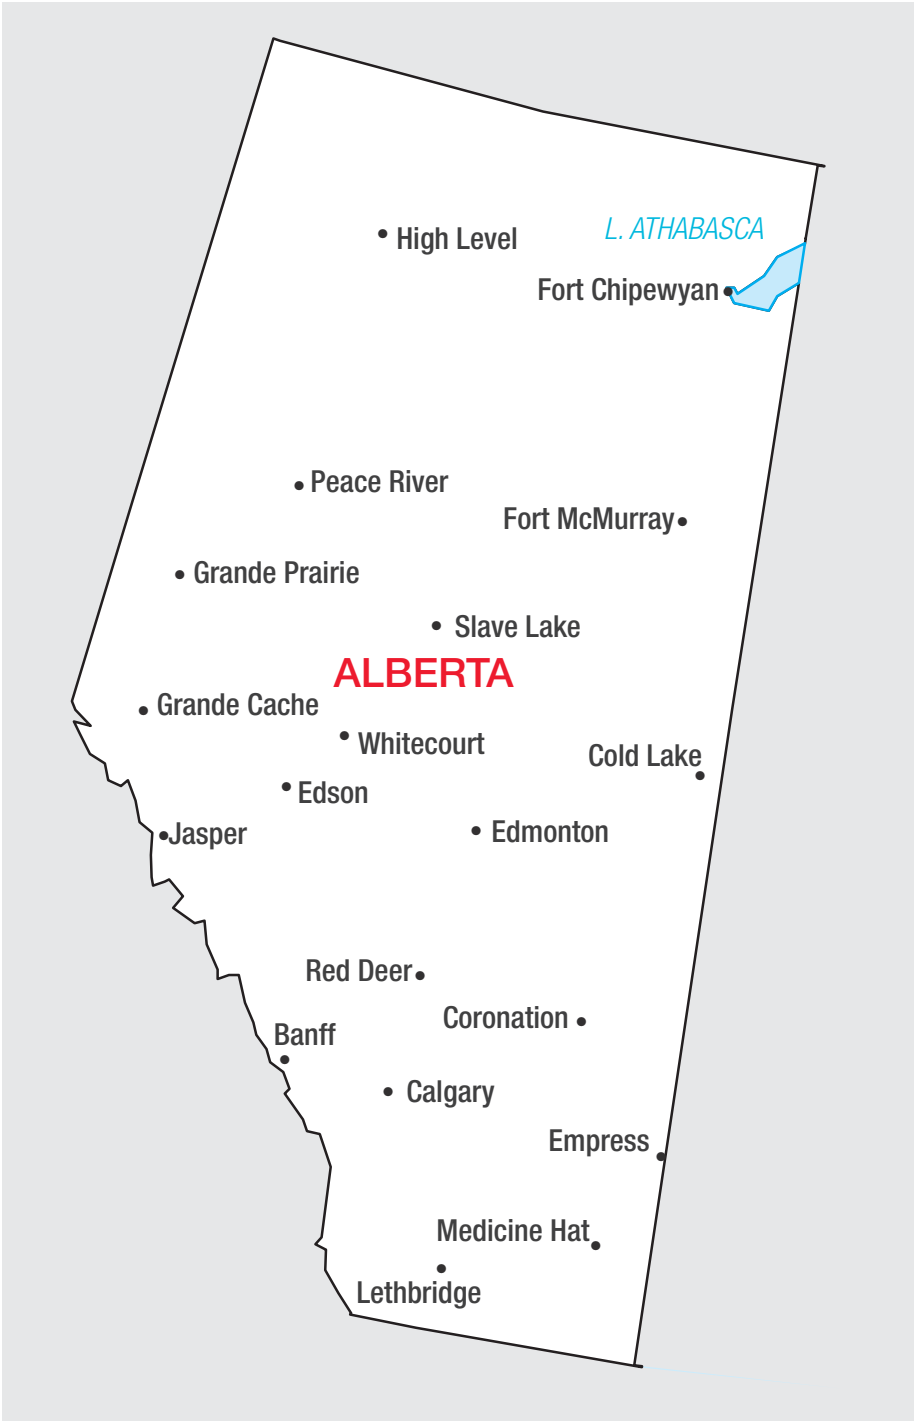 L. ATHABASCA
High Level
Fort Chipewyan
Peace River
Fort McMurray
Grande Prairie
Slave Lake
ALBERTA
Grande Cache
Whitecourt
Cold Lake
Edson
Jasper
Edmonton
Red Deer
Coronation
Banff
Calgary
Empress
Medicine Hat
Lethbridge